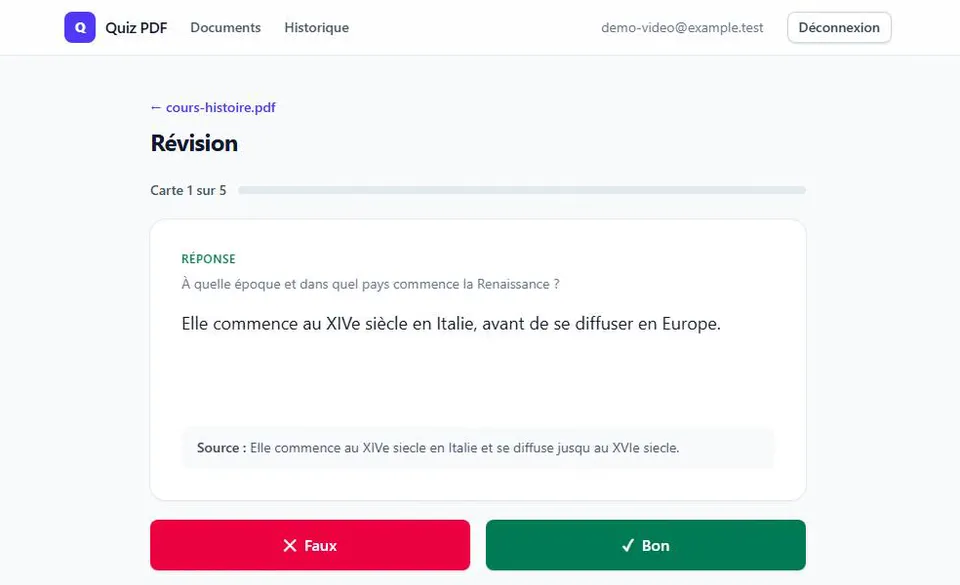 Q Quiz PDF Documents Historique demo-video@example.test Déconnexion
← cours-histoire.pdf
Révision
Carte 1 sur 5
RÉPONSE
À quelle époque et dans quel pays commence la Renaissance ?
Elle commence au XIVe siècle en Italie, avant de se diffuser en Europe.
Source : Elle commence au XIVe siecle en Italie et se diffuse jusqu au XVIe siecle.
✕ Faux ✓ Bon